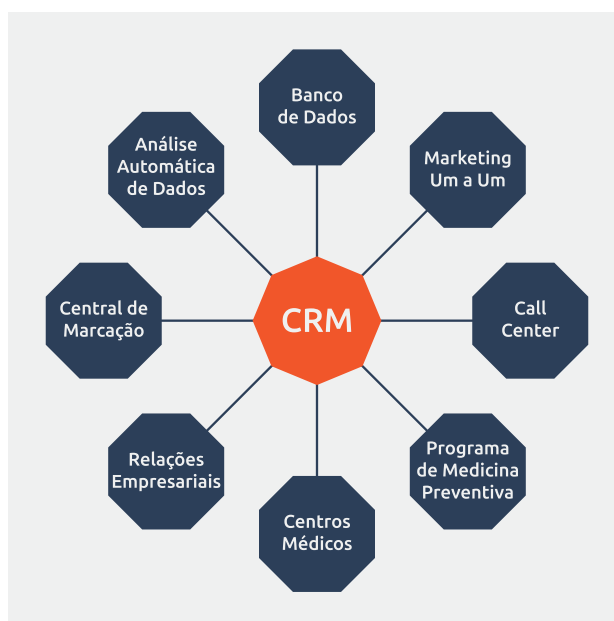 Banco
de Dados
Marketing
Um a Um
Call
Center
Programa
de Medicina
Preventiva
Centros
Médicos
Relações
Empresariais
Central de
Marcação
Análise
Automática
de Dados
CRM